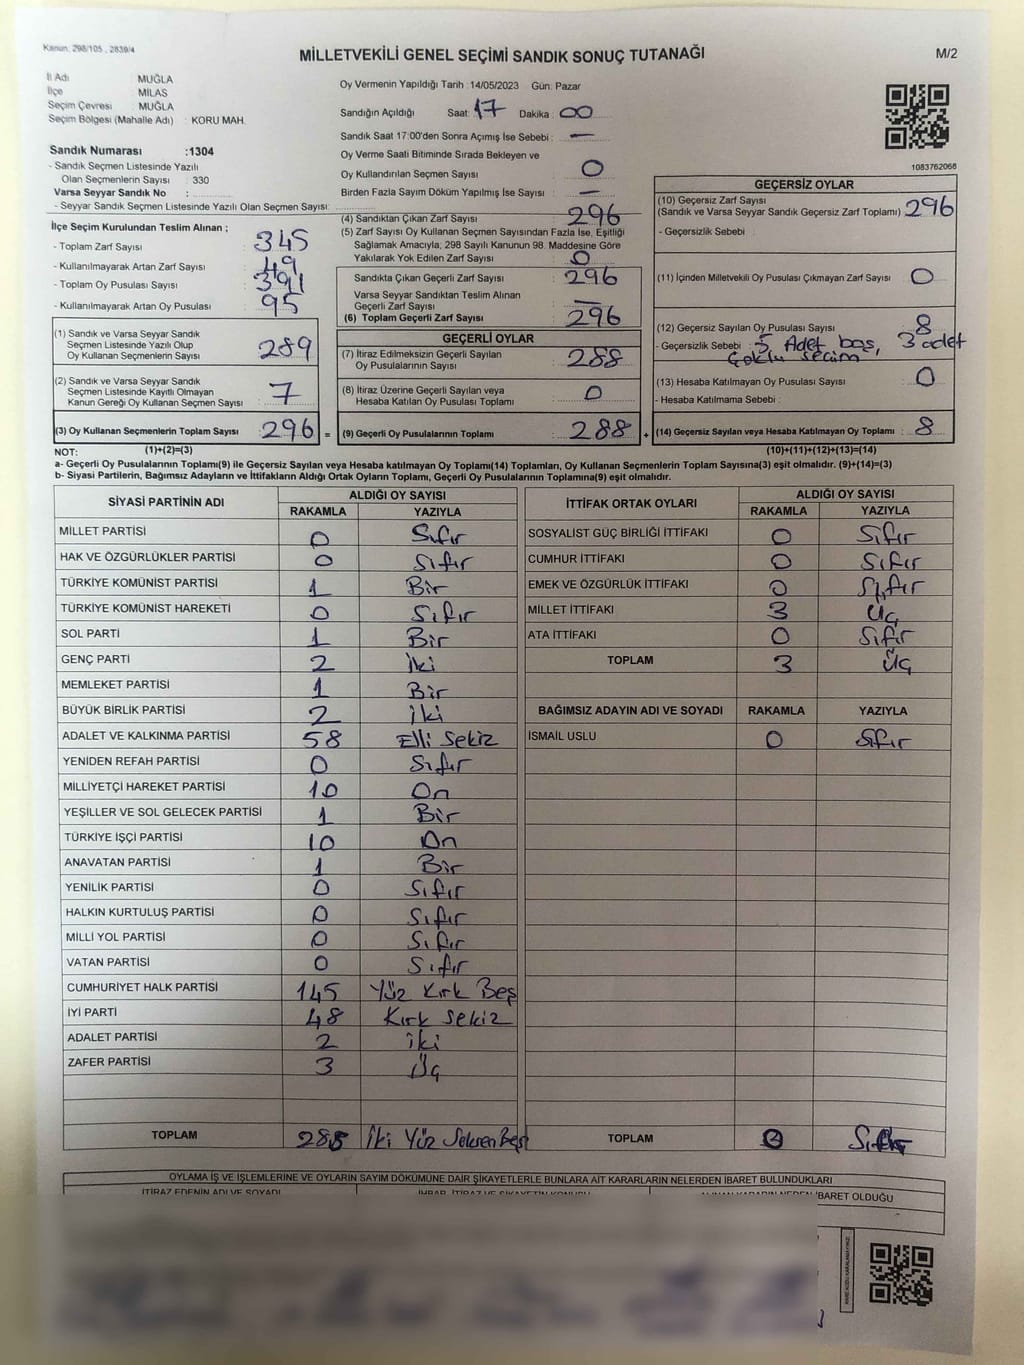 Kanun: 298/105 , 2839/4
MİLLETVEKİLİ GENEL SEÇİMİ SANDIK SONUÇ TUTANAĞI
M/2
İl Adı MUĞLA
İlçe MİLAS
Seçim Çevresi MUĞLA
Seçim Bölgesi (Mahalle Adı) : KORU MAH.
Sandık Numarası :1304
- Sandık Seçmen Listesinde Yazılı
Olan Seçmenlerin Sayısı : 330
Varsa Seyyar Sandık No :
- Seyyar Sandık Seçmen Listesinde Yazılı Olan Seçmen Sayısı:
Oy Vermenin Yapıldığı Tarih :14/05/2023 Gün: Pazar
Sandığın Açıldığı Saat: 17 Dakika : 00
Sandık Saat 17:00'den Sonra Açımış İse Sebebi : —
Oy Verme Saati Bitiminde Sırada Bekleyen ve
Oy Kullandırılan Seçmen Sayısı : 0
Birden Fazla Sayım Döküm Yapılmış İse Sayısı : —
1083762068
İlçe Seçim Kurulundan Teslim Alınan ;
- Toplam Zarf Sayısı : 345
- Kullanılmayarak Artan Zarf Sayısı : 49
- Toplam Oy Pusulası Sayısı : 391
- Kullanılmayarak Artan Oy Pusulası : 95
(1) Sandık ve Varsa Seyyar Sandık
Seçmen Listesinde Yazılı Olup
Oy Kullanan Seçmenlerin Sayısı 289
(2) Sandık ve Varsa Seyyar Sandık
Seçmen Listesinde Kayıtlı Olmayan
Kanun Gereği Oy Kullanan Seçmen Sayısı 7
(3) Oy Kullanan Seçmenlerin Toplam Sayısı 296 =
(4) Sandıktan Çıkan Zarf Sayısı : 296
(5) Zarf Sayısı Oy Kullanan Seçmen Sayısından Fazla İse, Eşitliği
Sağlamak Amacıyla; 298 Sayılı Kanunun 98. Maddesine Göre
Yakılarak Yok Edilen Zarf Sayısı : 0
Sandıkta Çıkan Geçerli Zarf Sayısı : 296
Varsa Seyyar Sandıktan Teslim Alınan
Geçerli Zarf Sayısı : —
(6) Toplam Geçerli Zarf Sayısı : 296
GEÇERLİ OYLAR
(7) İtiraz Edilmeksizin Geçerli Sayılan
Oy Pusulasının Sayısı : 288
(8) İtiraz Üzerine Geçerli Sayılan veya
Hesaba Katılan Oy Pusulası Toplamı : 0
(9) Geçerli Oy Pusulalarının Toplamı 288 +
GEÇERSİZ OYLAR
(10) Geçersiz Zarf Sayısı
(Sandık ve Varsa Seyyar Sandık Geçersiz Zarf Toplamı) 296
- Geçersizlik Sebebi :
(11) İçinden Milletvekili Oy Pusulası Çıkmayan Zarf Sayısı 0
(12) Geçersiz Sayılan Oy Pusulası Sayısı : 8
- Geçersizlik Sebebi : 5 Adet boş, 3 adet
çoklu seçim
(13) Hesaba Katılmayan Oy Pusulası Sayısı : 0
- Hesaba Katılmama Sebebi :
(14) Geçersiz Sayılan veya Hesaba Katılmayan Oy Toplamı : 8
NOT: (1)+(2)=(3) (10)+(11)+(12)+(13)=(14)
a- Geçerli Oy Pusulalarının Toplamı(9) ile Geçersiz Sayılan veya Hesaba katılmayan Oy Toplamı(14) Toplamları, Oy Kullanan Seçmenlerin Toplam Sayısına(3) eşit olmalıdır. (9)+(14)=(3)
b- Siyasi Partilerin, Bağımsız Adayların ve İttifakların Aldığı Ortak Oyların Toplamı, Geçerli Oy Pusulalarının Toplamına(9) eşit olmalıdır.
SİYASİ PARTİNİN ADI ALDIĞI OY SAYISI
RAKAMLA YAZIYLA
MİLLET PARTİSİ 0 Sıfır
HAK VE ÖZGÜRLÜKLER PARTİSİ 0 Sıfır
TÜRKİYE KOMÜNİST PARTİSİ 1 Bir
TÜRKİYE KOMÜNİST HAREKETİ 0 Sıfır
SOL PARTİ 1 Bir
GENÇ PARTİ 2 İki
MEMLEKET PARTİSİ 1 Bir
BÜYÜK BİRLİK PARTİSİ 2 iki
ADALET VE KALKINMA PARTİSİ 58 Elli Sekiz
YENİDEN REFAH PARTİSİ 0 Sıfır
MİLLİYETÇİ HAREKET PARTİSİ 10 On
YEŞİLLER VE SOL GELECEK PARTİSİ 1 Bir
TÜRKİYE İŞÇİ PARTİSİ 10 On
ANAVATAN PARTİSİ 1 Bir
YENİLİK PARTİSİ 0 Sıfır
HALKIN KURTULUŞ PARTİSİ 0 Sıfır
MİLLİ YOL PARTİSİ 0 Sıfır
VATAN PARTİSİ 0 Sıfır
CUMHURİYET HALK PARTİSİ 145 Yüz Kırk Beş
İYİ PARTİ 48 Kırk Sekiz
ADALET PARTİSİ 2 iki
ZAFER PARTİSİ 3 Üç
TOPLAM 285 İki Yüz Seksen Beş
İTTİFAK ORTAK OYLARI ALDIĞI OY SAYISI
RAKAMLA YAZIYLA
SOSYALİST GÜÇ BİRLİĞİ İTTİFAKI 0 Sıfır
CUMHUR İTTİFAKI 0 Sıfır
EMEK VE ÖZGÜRLÜK İTTİFAKI 0 Sıfır
MİLLET İTTİFAKI 3 Üç
ATA İTTİFAKI 0 Sıfır
TOPLAM 3 Üç
BAĞIMSIZ ADAYIN ADI VE SOYADI RAKAMLA YAZIYLA
İSMAİL USLU 0 Sıfır
TOPLAM 0 Sıfır
OYLAMA İŞ VE İŞLEMLERİNE VE OYLARIN SAYIM DÖKÜMÜNE DAİR ŞİKAYETLERLE BUNLARA AİT KARARLARIN NELERDEN İBARET BULUNDUKLARI
İTİRAZ EDENİN ADI VE SOYADI
İBARET OLDUĞU